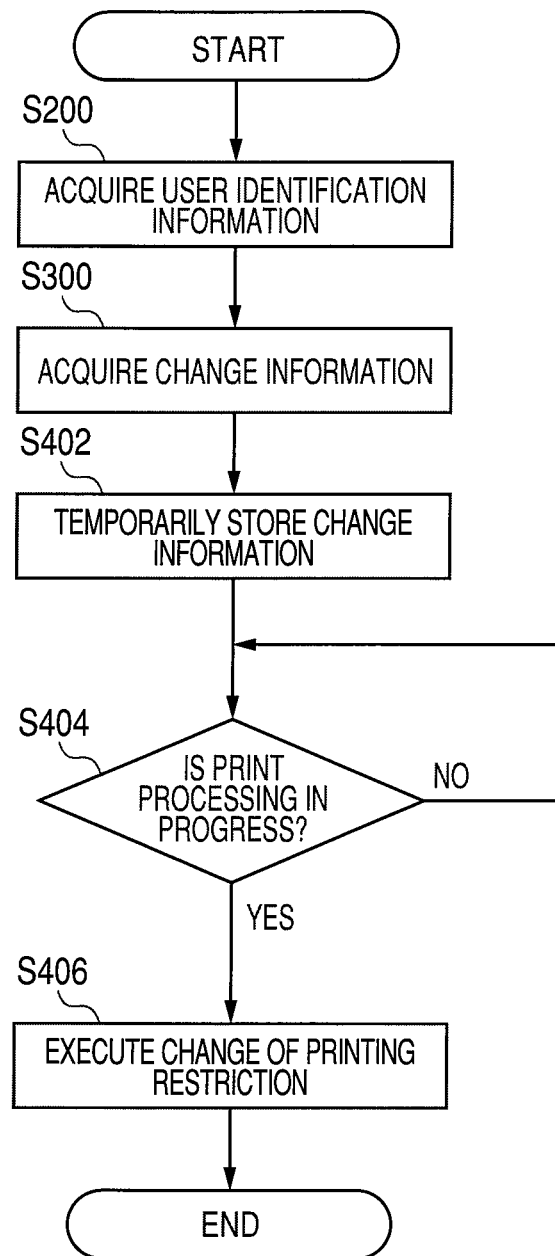 START
S200
ACQUIRE USER IDENTIFICATION
INFORMATION
S300
ACQUIRE CHANGE INFORMATION
S402
TEMPORARILY STORE CHANGE
INFORMATION
S404
IS PRINT
PROCESSING IN
PROGRESS?
NO
YES
S406
EXECUTE CHANGE OF PRINTING
RESTRICTION
END